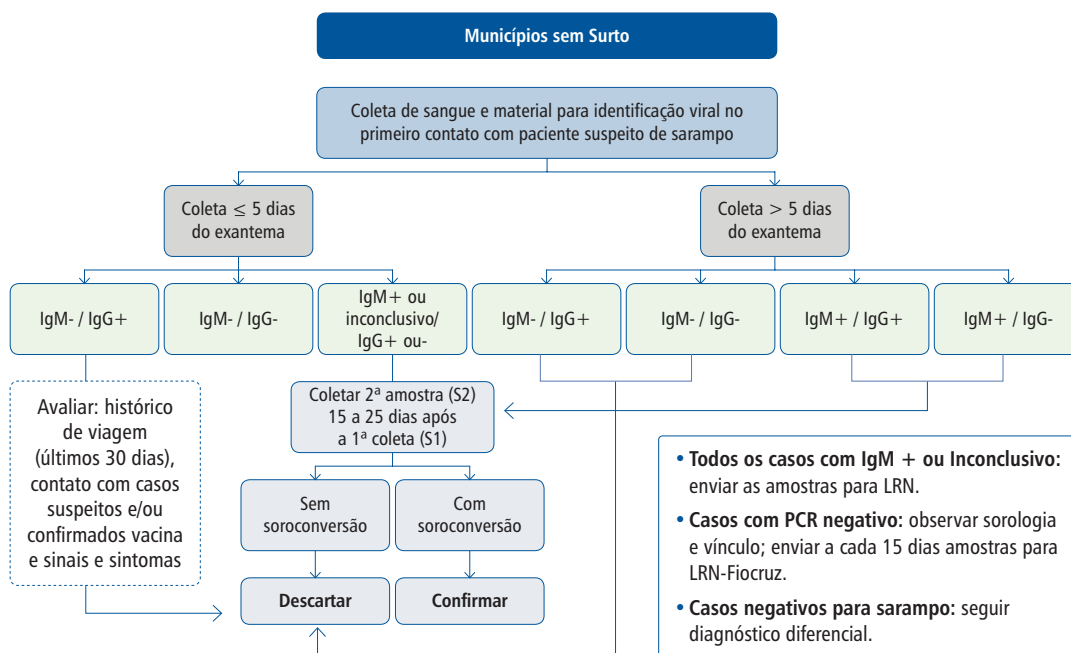 Municípios sem Surto
Coleta de sangue e material para identificação viral no
primeiro contato com paciente suspeito de sarampo
Coleta ≤ 5 dias
do exantema
Coleta > 5 dias
do exantema
IgM- / IgG+
IgM- / IgG-
IgM+ ou
inconclusivo/
IgG+ ou-
IgM- / IgG+
IgM- / IgG-
IgM+ / IgG+
IgM+ / IgG-
Avaliar: histórico
de viagem
(últimos 30 dias),
contato com casos
suspeitos e/ou
confirmados vacina
e sinais e sintomas
Coletar 2ª amostra (S2)
15 a 25 dias após
a 1ª coleta (S1)
Sem
soroconversão
Com
soroconversão
Descartar
Confirmar
• Todos os casos com IgM + ou Inconclusivo:
enviar as amostras para LRN.
• Casos com PCR negativo: observar sorologia
e vínculo; enviar a cada 15 dias amostras para
LRN-Fiocruz.
• Casos negativos para sarampo: seguir
diagnóstico diferencial.